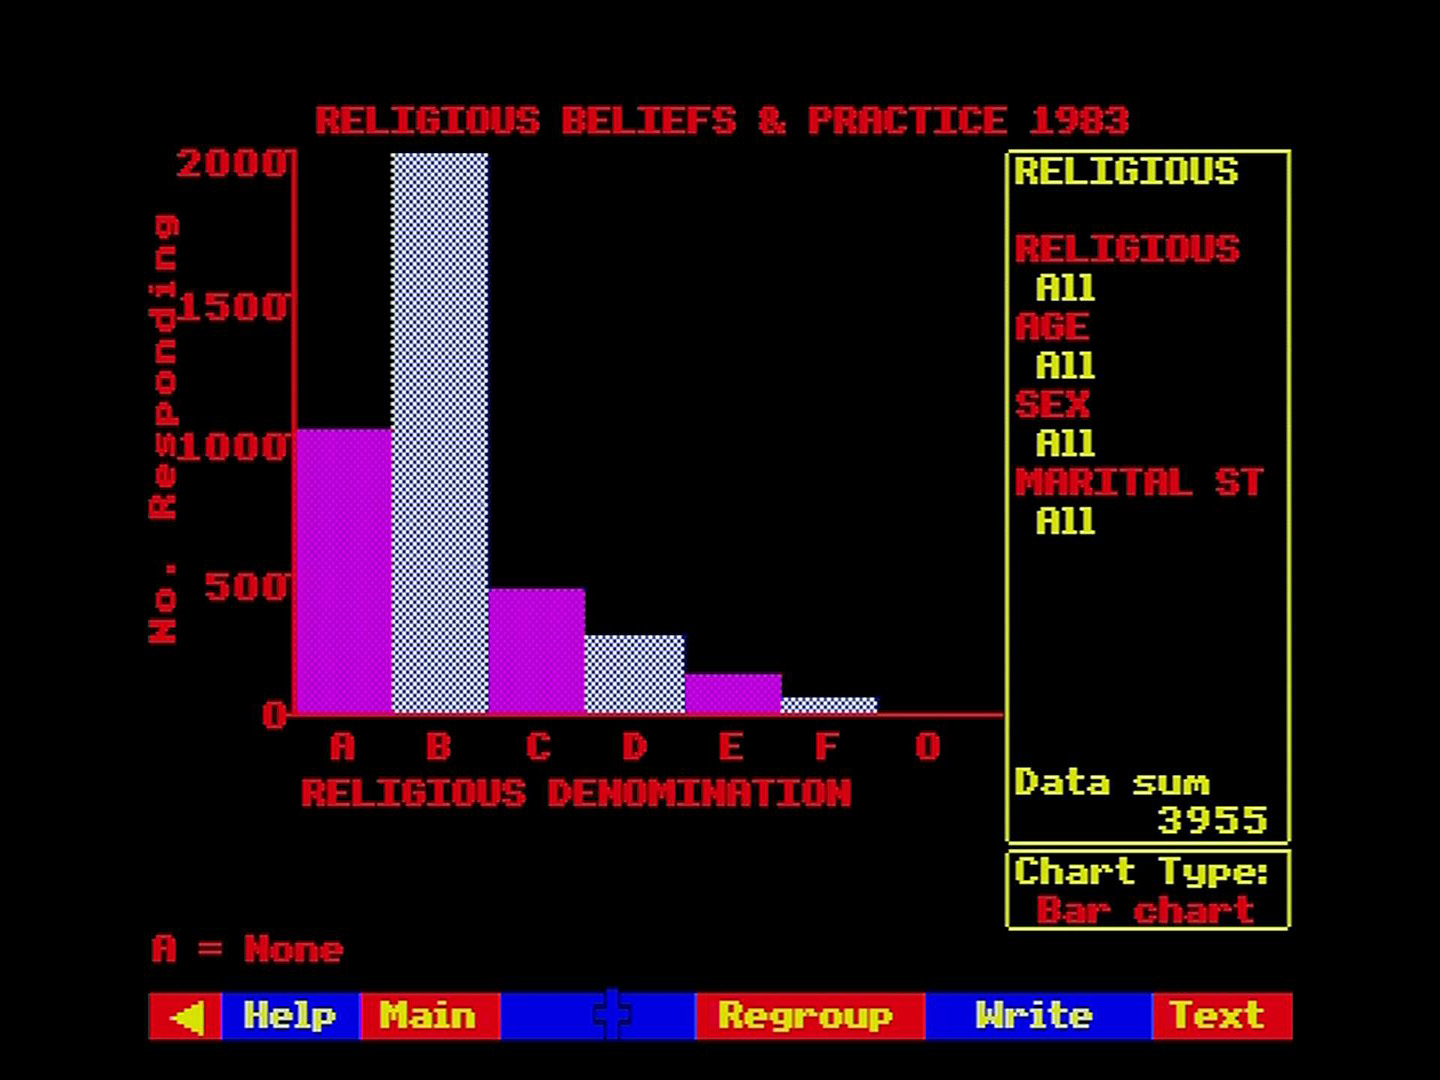 RELIGIOUS BELIEFS & PRACTICE 1983
No. Responding
2000
1500
1000
500
0
A B C D E F O
RELIGIOUS DENOMINATION
RELIGIOUS
RELIGIOUS
All
AGE
All
SEX
All
MARITAL ST
All
Data sum
3955
Chart Type:
Bar chart
A = None
Help Main Regroup Write Text